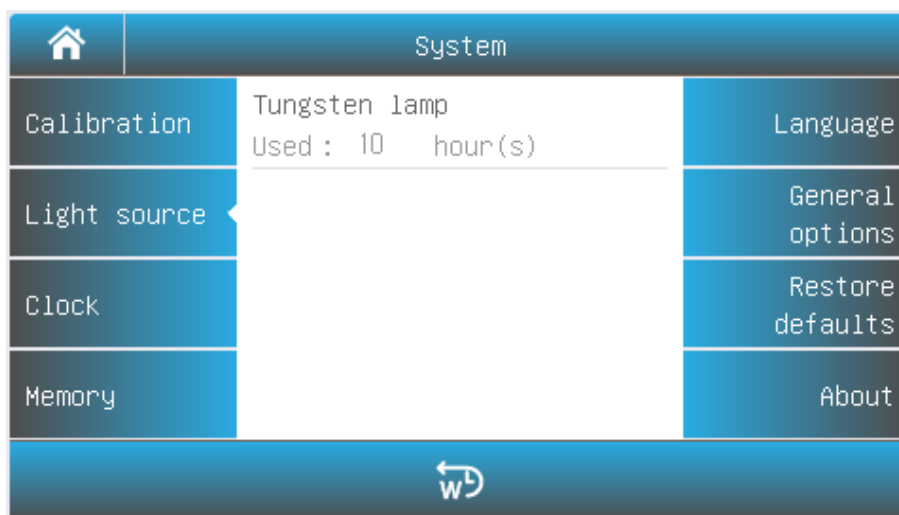 System
Calibration
Light source
Clock
Memory
Tungsten lamp
Used : 10 hour(s)
Language
General
options
Restore
defaults
About
W